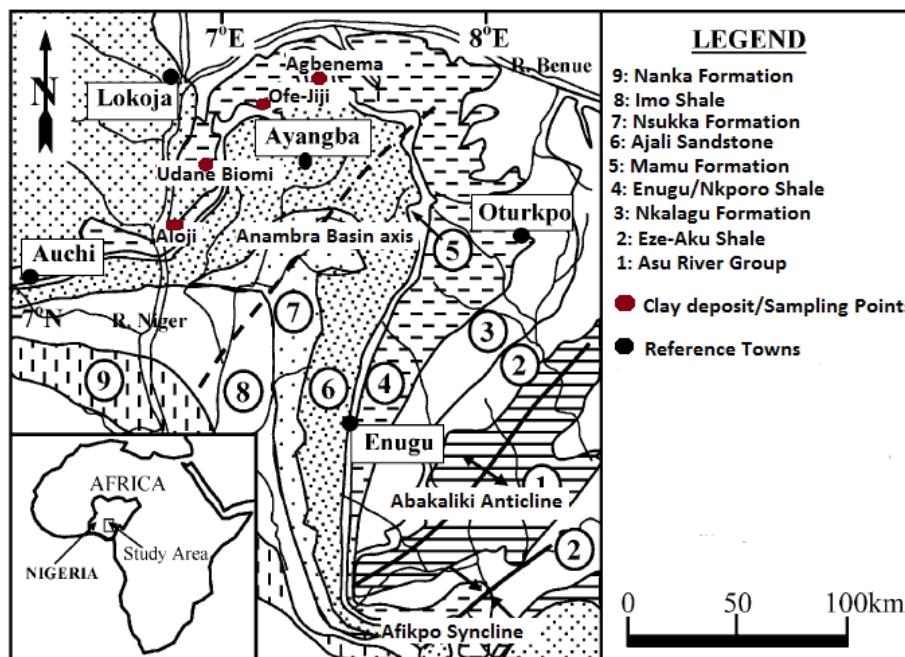 7°E
8°E
Agbenema
R. Benue
N
Lokoja
Ofe-Jiji
Ayangba
Udane Biomi
Oturkpo
Aloji
Anambra Basin axis
Auchi
5
7°N
R. Niger
7
3
2
9
8
6
4
Enugu
1
Abakaliki Anticline
2
Afikpo Syncline
AFRICA
Study Area
NIGERIA
LEGEND
9: Nanka Formation
8: Imo Shale
7: Nsukka Formation
6: Ajali Sandstone
5: Mamu Formation
4: Enugu/Nkporo Shale
3: Nkalagu Formation
2: Eze-Aku Shale
1: Asu River Group
Clay deposit/Sampling Points
Reference Towns
0 50 100km